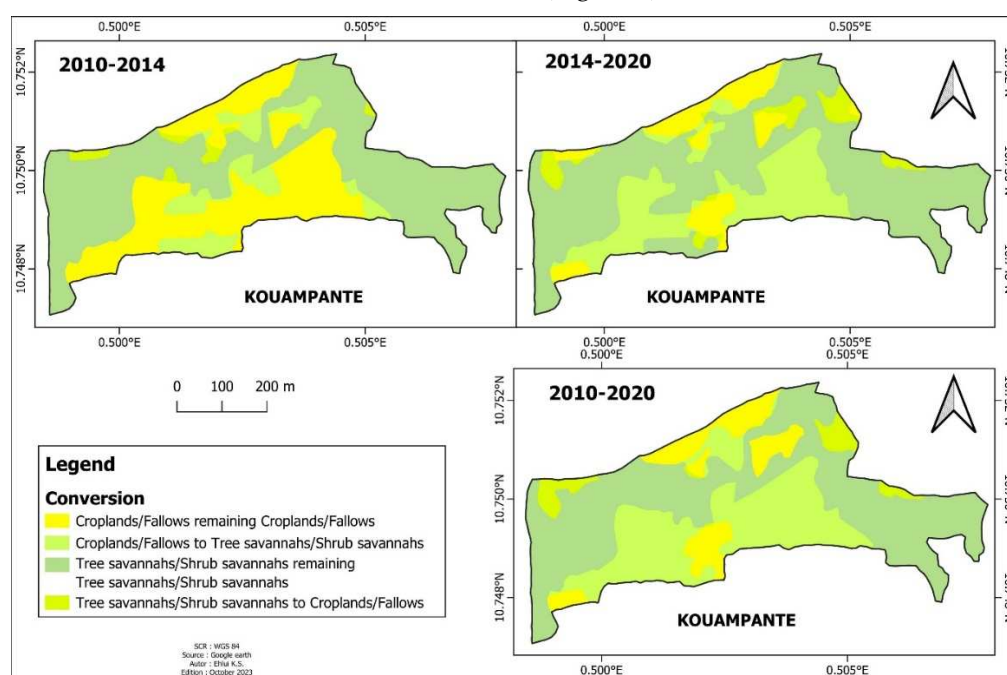 0.500°E 0.505°E 0.505°E
2010-2014
2014-2020
10.752°N
10.750°N
10.748°N
KOUAMPANTE
KOUAMPANTE
0.500°E 0.505°E 0.500°E 0.505°E
0.500°E 0.505°E
0 100 200 m
2010-2020
10.752°N
10.750°N
10.748°N
KOUAMPANTE
0.500°E 0.505°E
Legend
Conversion
Croplands/Fallows remaining Croplands/Fallows
Croplands/Fallows to Tree savannahs/Shrub savannahs
Tree savannahs/Shrub savannahs remaining
Tree savannahs/Shrub savannahs
Tree savannahs/Shrub savannahs to Croplands/Fallows
SCR : WGS 84
Source : Google earth
Autor : Ehlui K.S.
Edition : October 2023